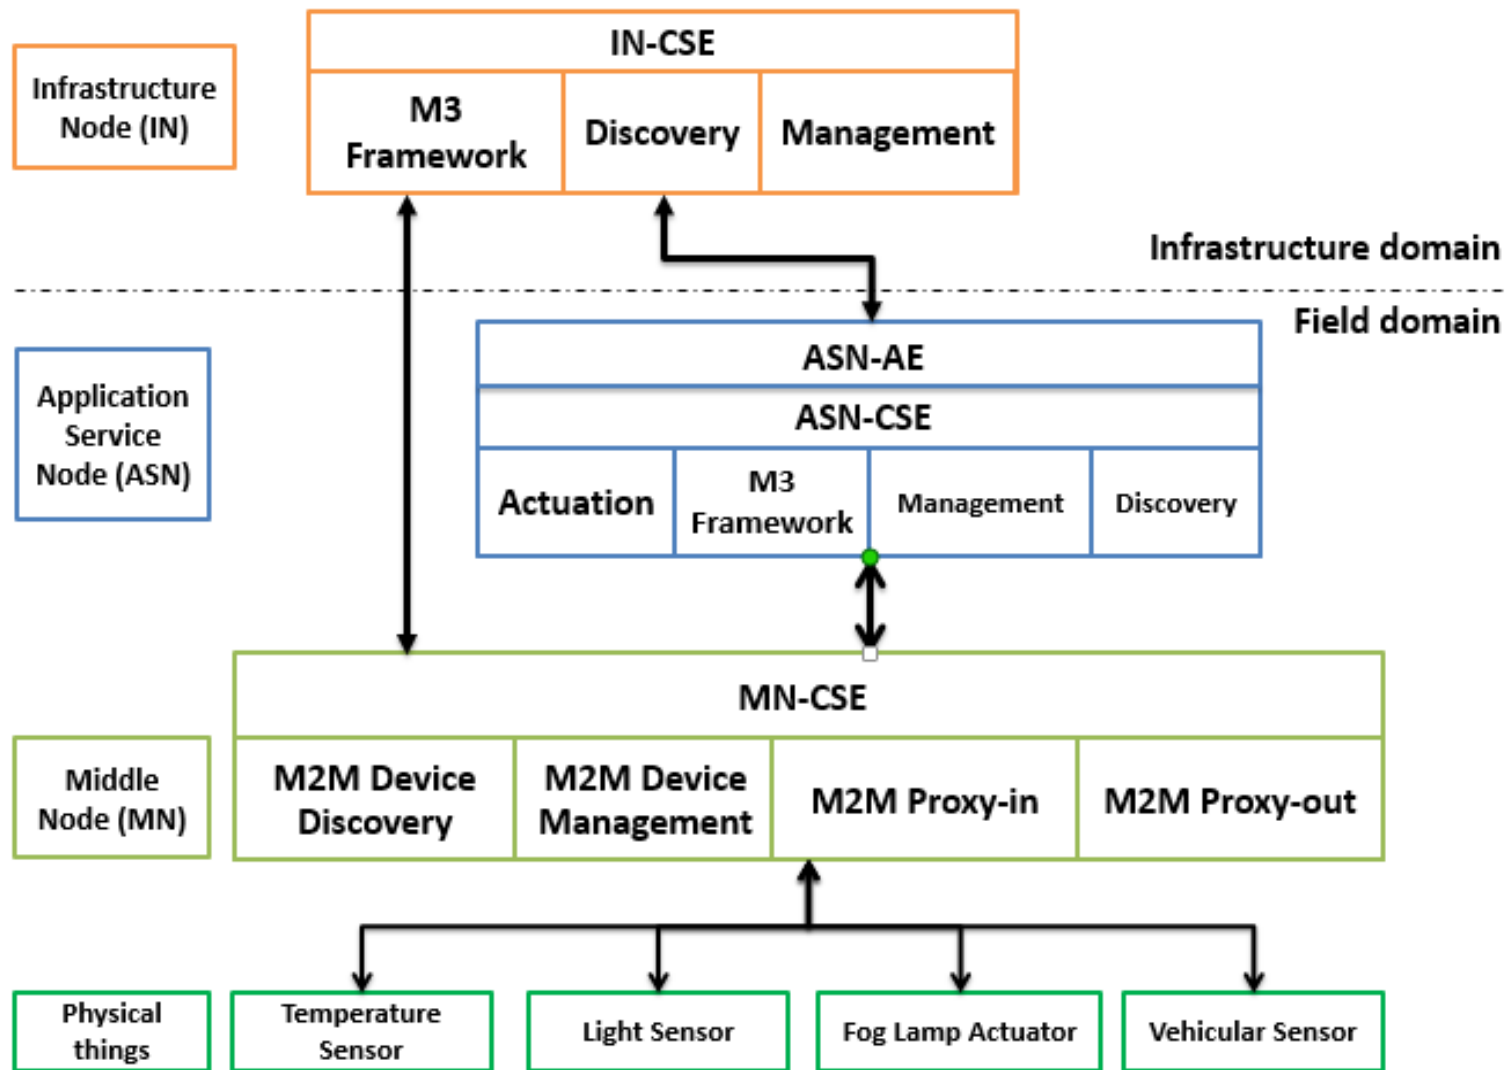 IN-CSE
Infrastructure
Node (IN)
M3
Framework
Discovery
Management
Infrastructure domain
Field domain
Application
Service
Node (ASN)
ASN-AE
ASN-CSE
Actuation
M3
Framework
Management
Discovery
MN-CSE
Middle
Node (MN)
M2M Device
Discovery
M2M Device
Management
M2M Proxy-in
M2M Proxy-out
Physical
things
Temperature
Sensor
Light Sensor
Fog Lamp Actuator
Vehicular Sensor